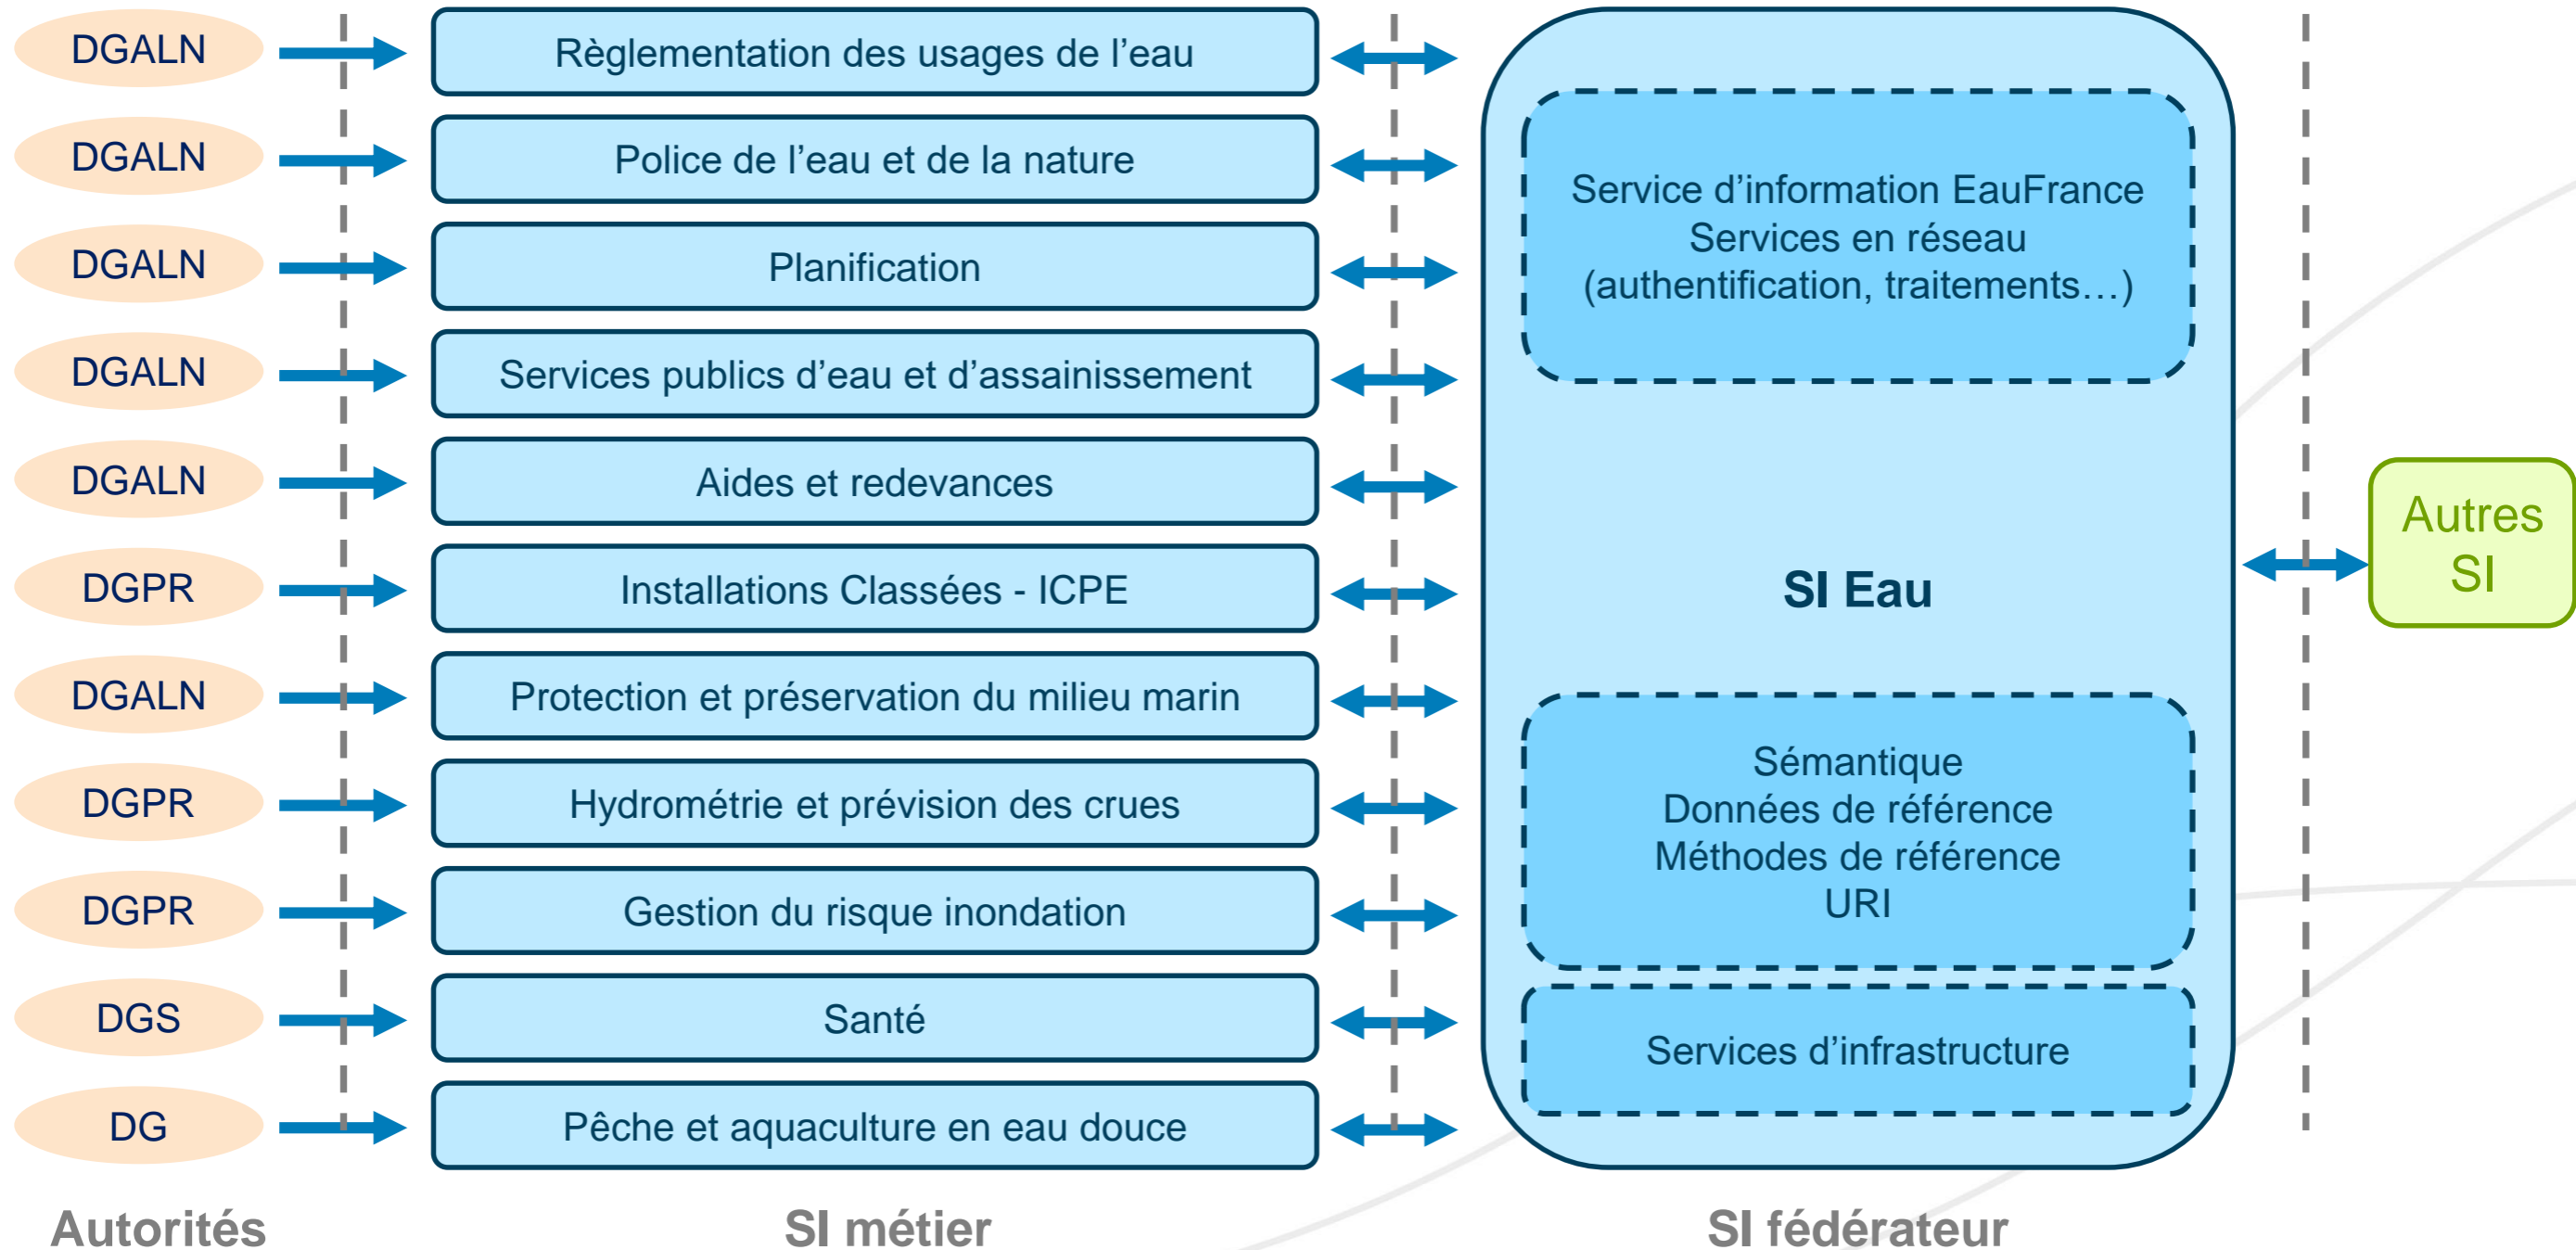 DGALN
Règlementation des usages de l’eau
DGALN
Police de l’eau et de la nature
DGALN
Planification
DGALN
Services publics d’eau et d’assainissement
DGALN
Aides et redevances
DGPR
Installations Classées - ICPE
DGALN
Protection et préservation du milieu marin
DGPR
Hydrométrie et prévision des crues
DGPR
Gestion du risque inondation
DGS
Santé
DG
Pêche et aquaculture en eau douce
Service d’information EauFrance
Services en réseau
(authentification, traitements…)
SI Eau
Sémantique
Données de référence
Méthodes de référence
URI
Services d’infrastructure
Autres
SI
Autorités
SI métier
SI fédérateur